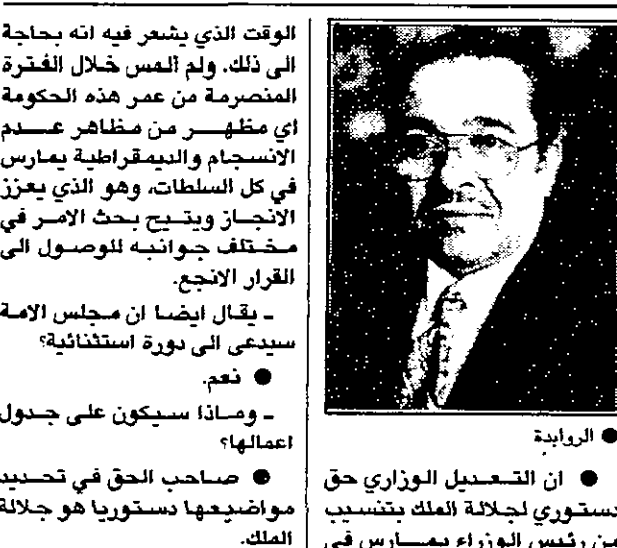 ● الروابدة
● ان التعديل الوزاري حق
دستوري لجلالة الملك بتنسيب
من رئيس الوزراء يمارس في
الوقت الذي يشعر فيه انه بحاجة
الى ذلك. ولم المس خلال الفترة
المنصرمة من عمر هذه الحكومة
اي مظهر من مظاهر عدم
الانسجام والديمقراطية يمارس
في كل السلطات، وهو الذي يعزز
الانجاز ويتيح بحث الامر في
مختلف جوانبه للوصول الى
القرار الانجع.
ـ يقال ايضا ان مجلس الامة
سيدعى الى دورة استثنائية؟
● نعم.
ـ وماذا سيكون على جدول
اعمالها؟
● صاحب الحق في تحديد
مواضيعها دستوريا هو جلالة
الملك.